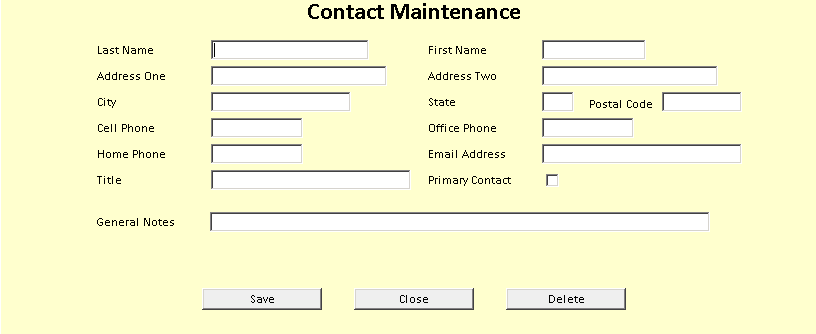 Contact Maintenance
Last Name First Name
Address One Address Two
City State Postal Code
Cell Phone Office Phone
Home Phone Email Address
Title Primary Contact
General Notes
Save Close Delete